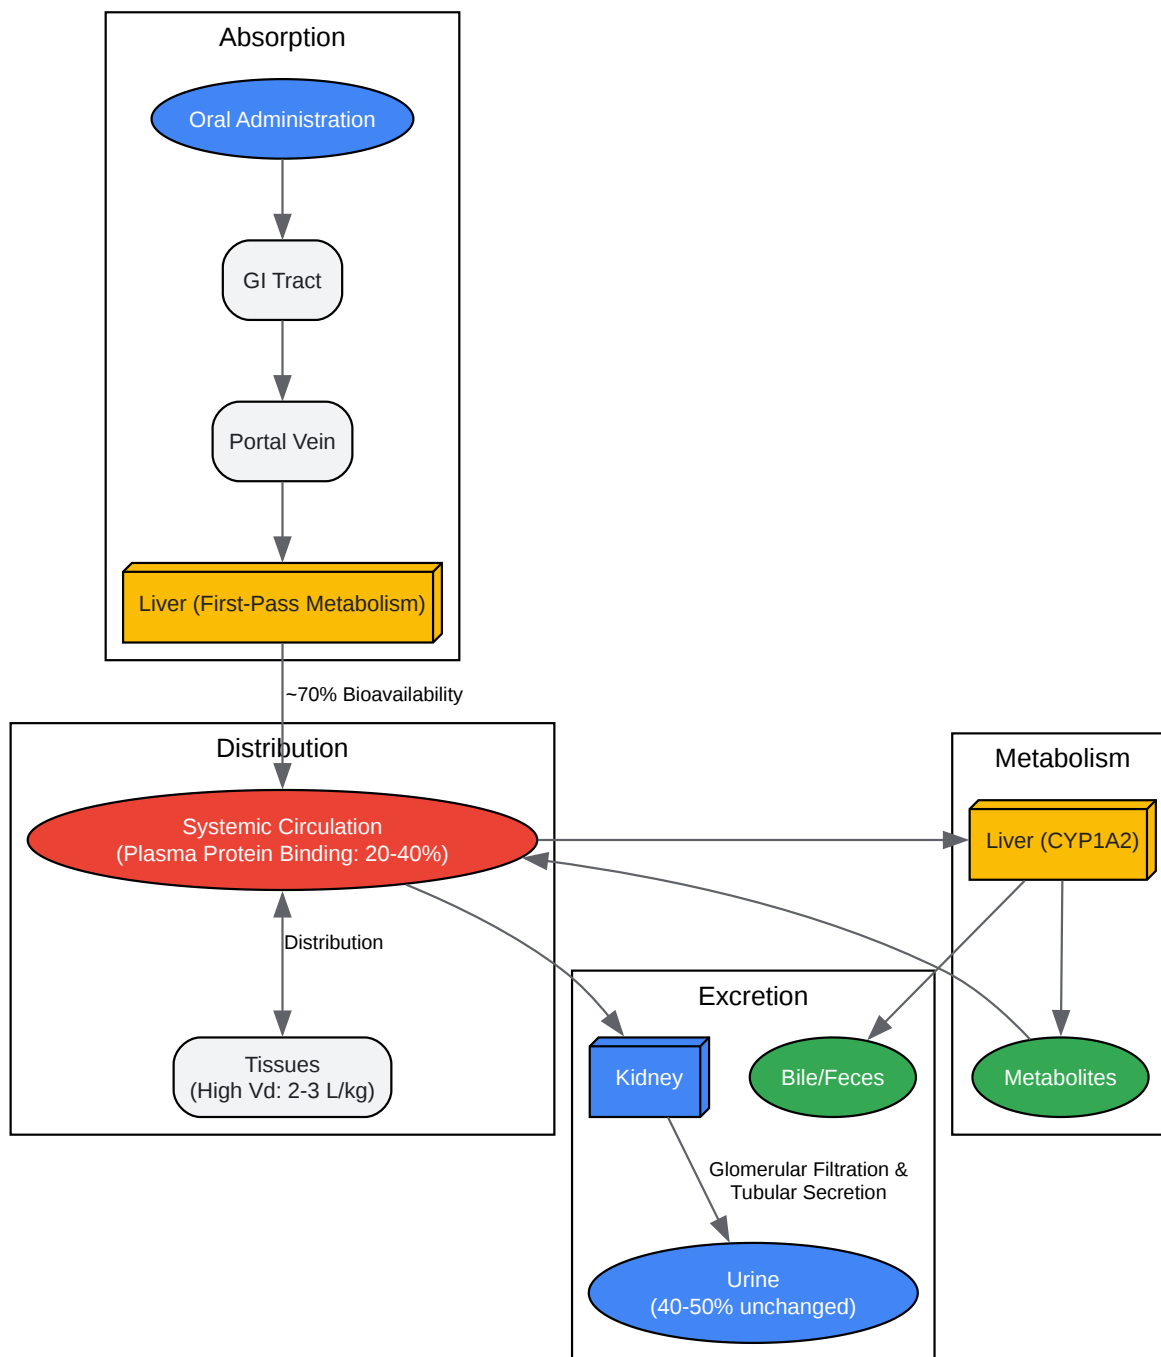 Absorption
Oral Administration
GI Tract
Portal Vein
Liver (First-Pass Metabolism)
~70% Bioavailability
Distribution
Systemic Circulation
(Plasma Protein Binding: 20-40%)
Distribution
Tissues
(High Vd: 2-3 L/kg)
Metabolism
Liver (CYP1A2)
Metabolites
Excretion
Kidney
Bile/Feces
Glomerular Filtration &
Tubular Secretion
Urine
(40-50% unchanged)